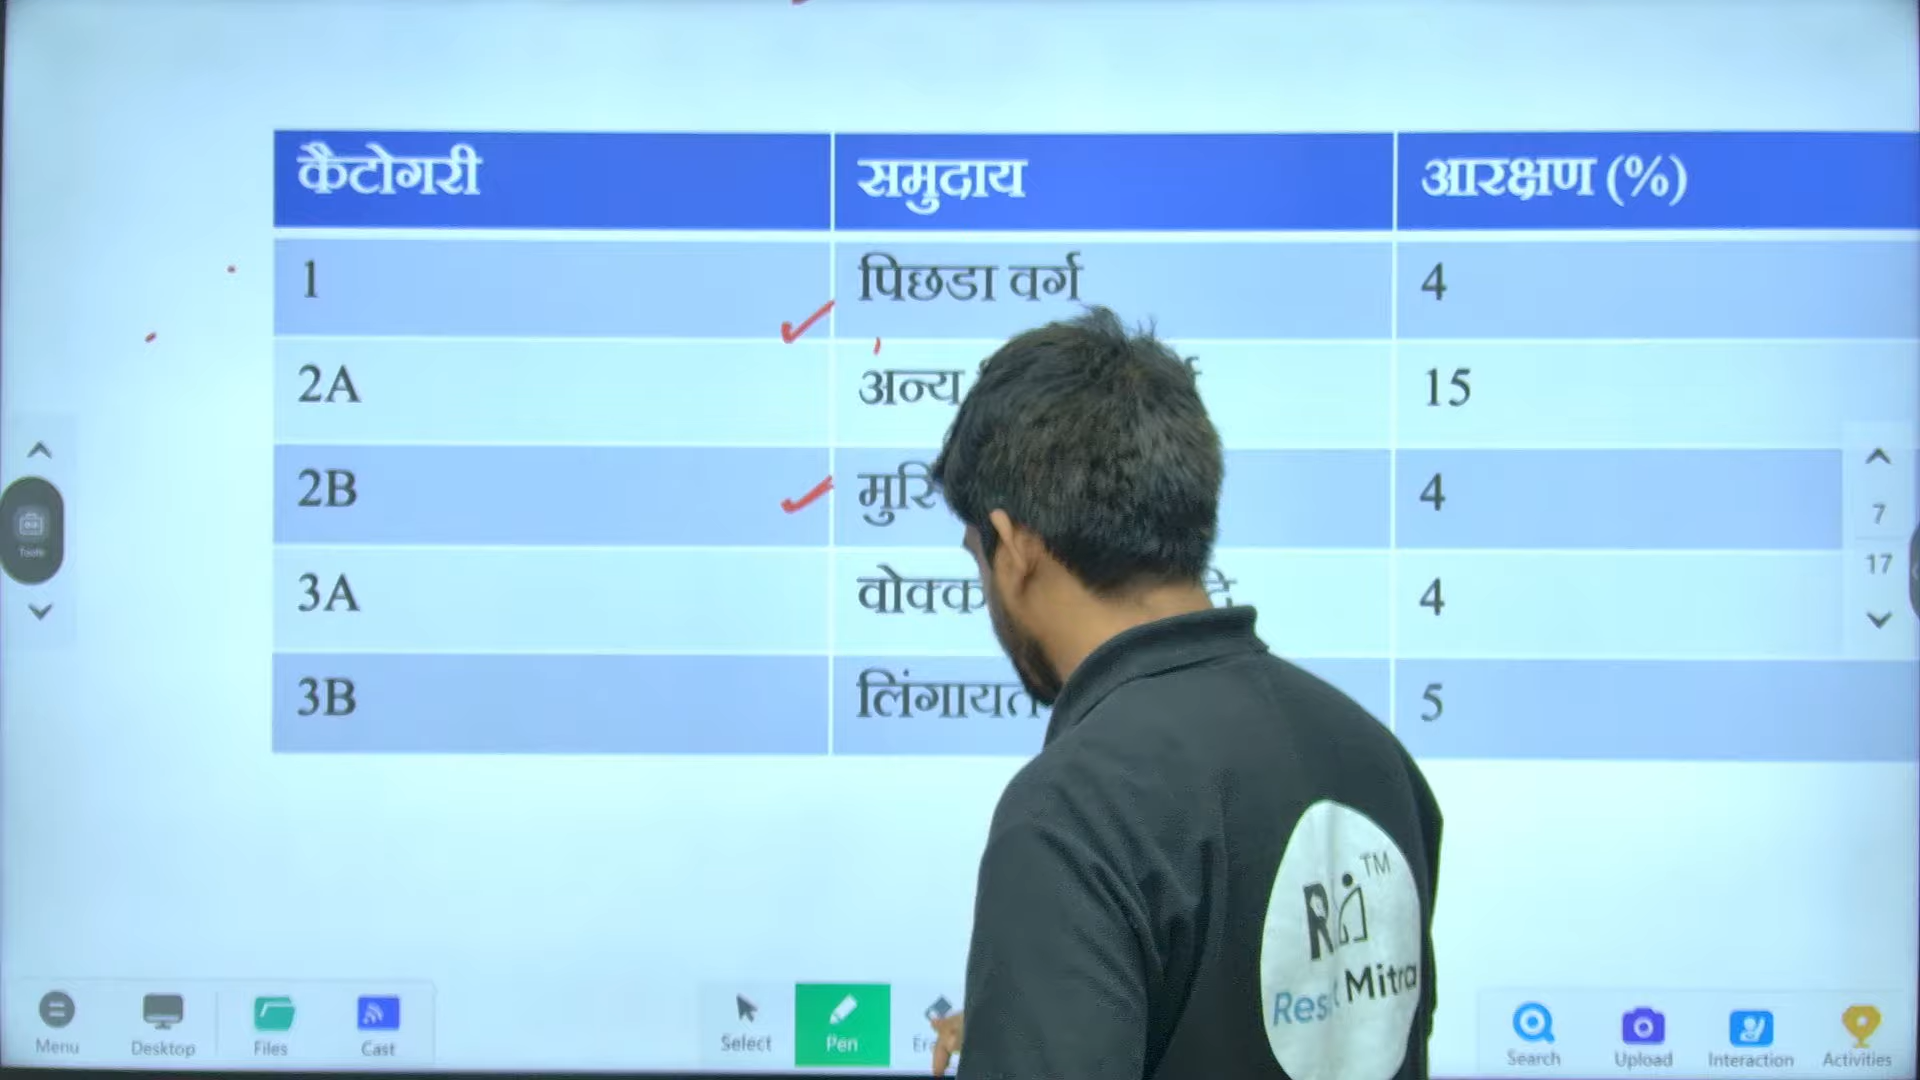 कैटोगरी समुदाय आरक्षण (%)
1 पिछडा वर्ग 4
2A अन्य 15
2B 4
3A 4
3B लिंगायत 5
Tools
7
17
Menu Desktop Files Cast Select Pen Search Upload Interaction Activities
TM
Mitra